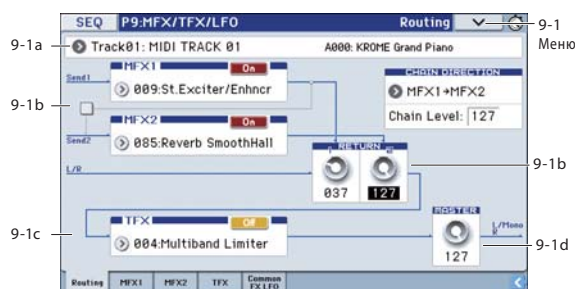 SEQ P9:MFX/TFX/LFO Routing
9-1
Меню
9-1a
Track01: MIDI TRACK 01 A000: KROME Grand Piano
MFX1 On
Send1
009:St.Exciter/Enhncr
CHAIN DIRECTION
MFX1→MFX2
Chain Level: 127
9-1b
MFX2 On
Send2
085:Reverb SmoothHall
L/R
RETURN
037 127
9-1b
9-1c
TFX Off
004:Multiband Limiter
MASTER
127
L/Mono
R
9-1d
Routing MFX1 MFX2 TFX Common FX LFO